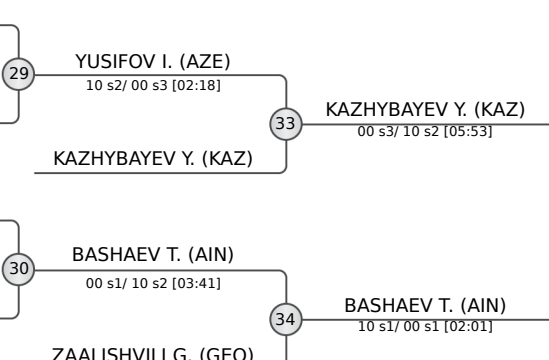 29
YUSIFOV I. (AZE)
10 s2/ 00 s3 [02:18]
33
KAZHYBAYEV Y. (KAZ)
00 s3/ 10 s2 [05:53]
KAZHYBAYEV Y. (KAZ)
30
BASHAEV T. (AIN)
00 s1/ 10 s2 [03:41]
34
BASHAEV T. (AIN)
10 s1/ 00 s1 [02:01]
ZAALISHVILI G. (GEO)